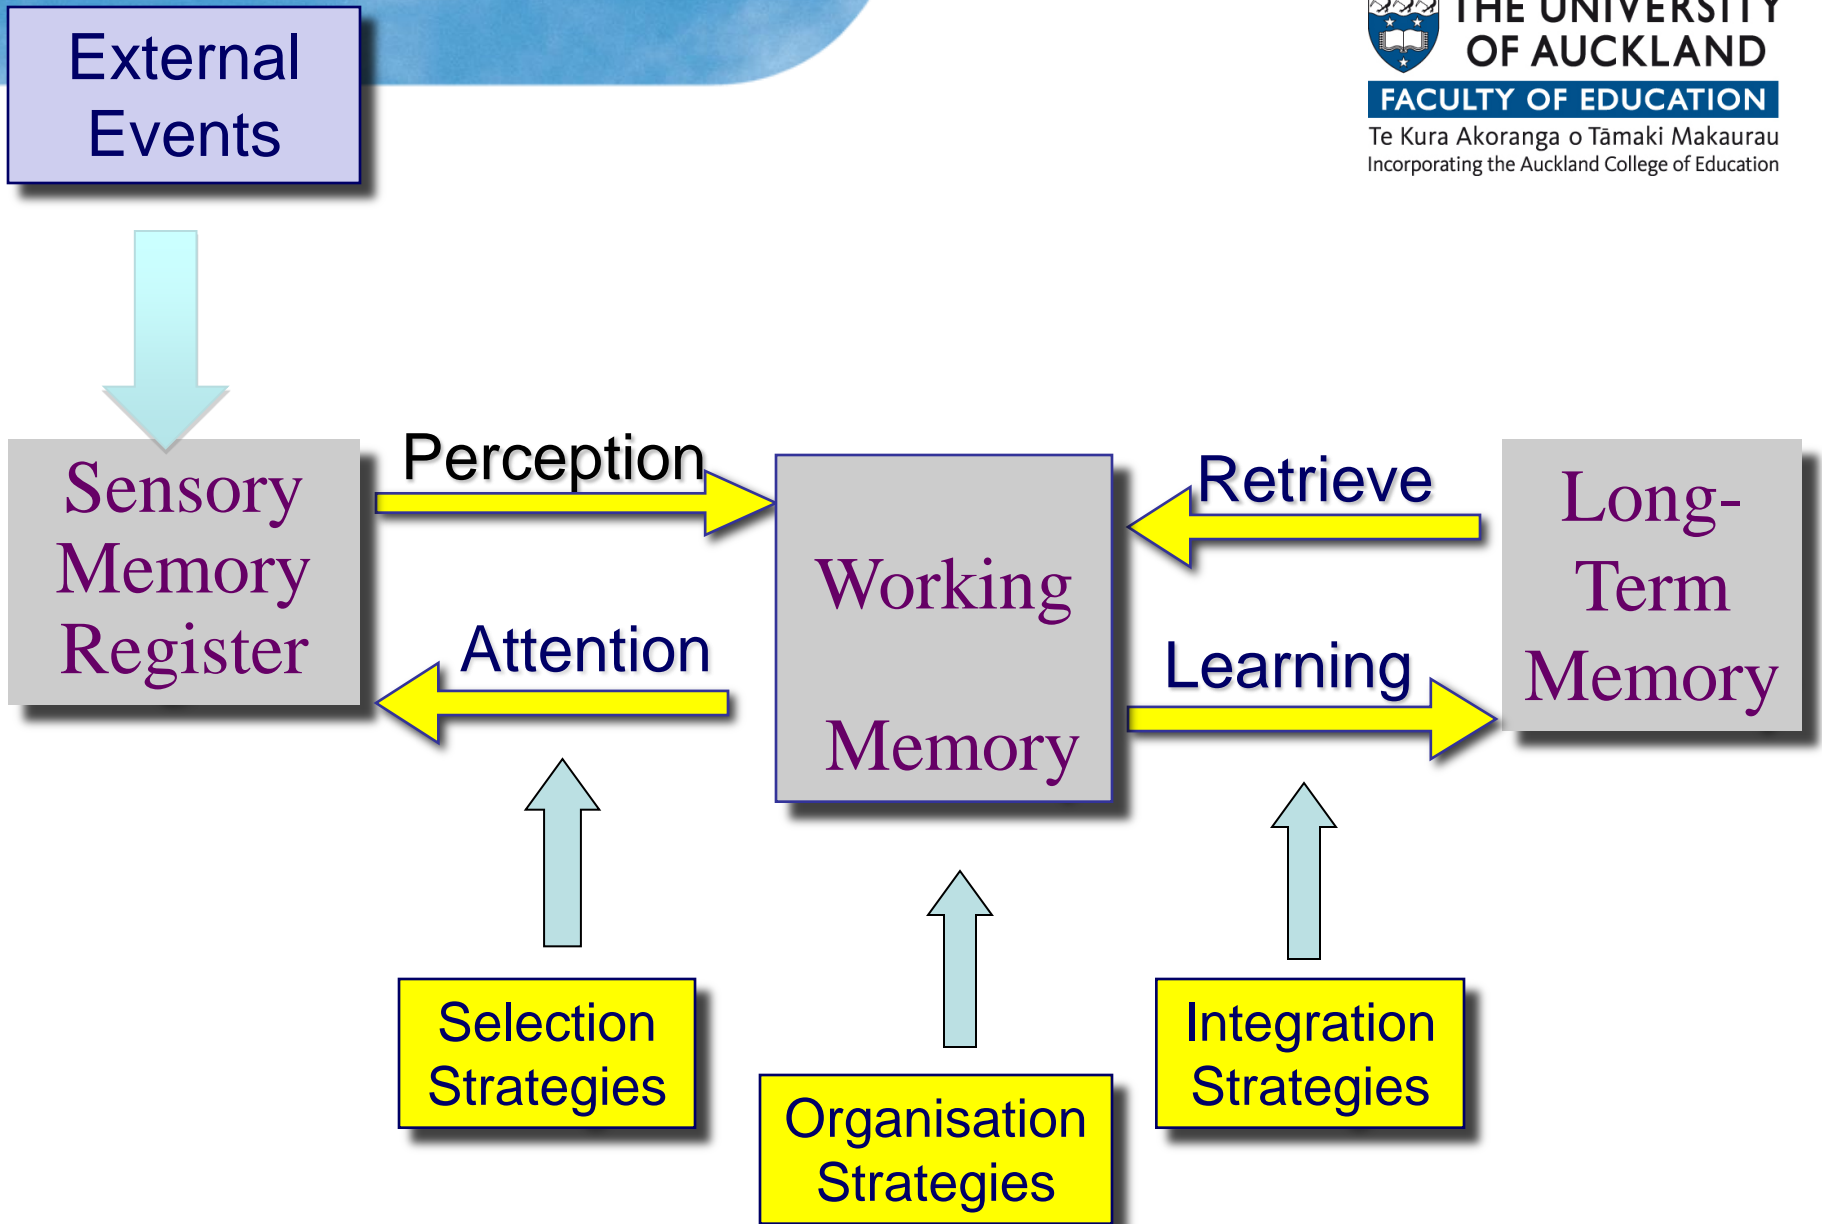 External
Events
THE UNIVERSITY
OF AUCKLAND
FACULTY OF EDUCATION
Te Kura Akoranga o Tāmaki Makaurau
Incorporating the Auckland College of Education
Sensory
Memory
Register
Perception
Attention
Working
Memory
Retrieve
Learning
Long-
Term
Memory
Selection
Strategies
Organisation
Strategies
Integration
Strategies